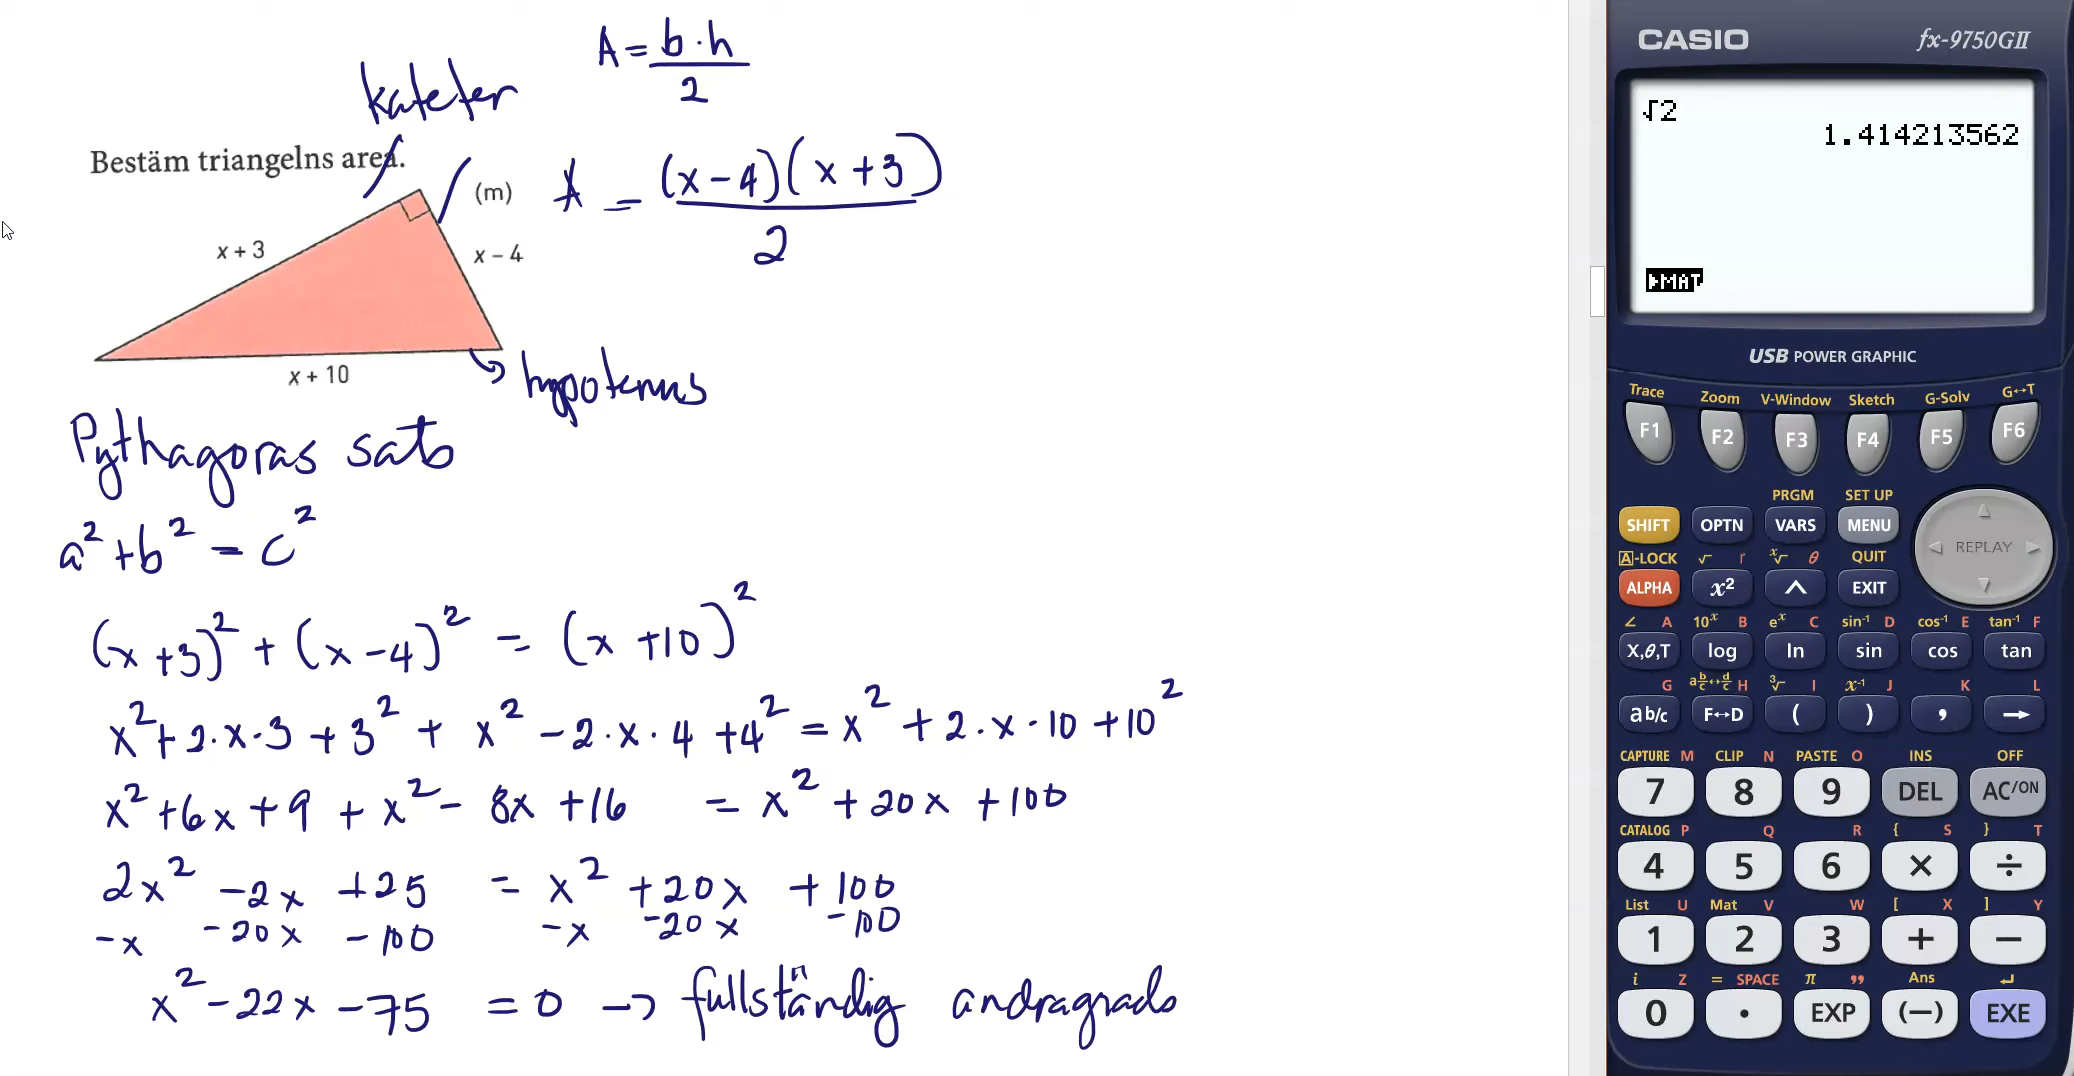 A = b·h / 2
kateter
Bestäm triangelns area.
(m)
A = (x-4)(x+3) / 2
x + 3
x – 4
x + 10
hypotenus
Pythagoras sats
a² + b² = c²
(x+3)² + (x-4)² = (x+10)²
x² + 2·x·3 + 3² + x² - 2·x·4 + 4² = x² + 2·x·10 + 10²
x² + 6x + 9 + x² - 8x + 16 = x² + 20x + 100
2x² - 2x + 25 = x² + 20x + 100
-x -20x -100 -x -20x -100
x² - 22x - 75 = 0 → fullständig andragrads
CASIO fx-9750GII
√2
1.414213562
▶MAT
USB POWER GRAPHIC
Trace Zoom V-Window Sketch G-Solv G↔T
F1 F2 F3 F4 F5 F6
PRGM SET UP
SHIFT OPTN VARS MENU
REPLAY
A-LOCK √ r ˣ√ θ QUIT
ALPHA x² ^ EXIT
∠ A 10ˣ B eˣ C sin⁻¹ D cos⁻¹ E tan⁻¹ F
X,θ,T log ln sin cos tan
G a b/c↔d/c H ³√ I x⁻¹ J K L
a b/c F↔D ( ) , →
CAPTURE M CLIP N PASTE O INS OFF
7 8 9 DEL AC/ON
CATALOG P Q R { S } T
4 5 6 × ÷
List U Mat V W [ X ] Y
1 2 3 + −
i Z = SPACE π ” Ans ↵
0 · EXP (−) EXE